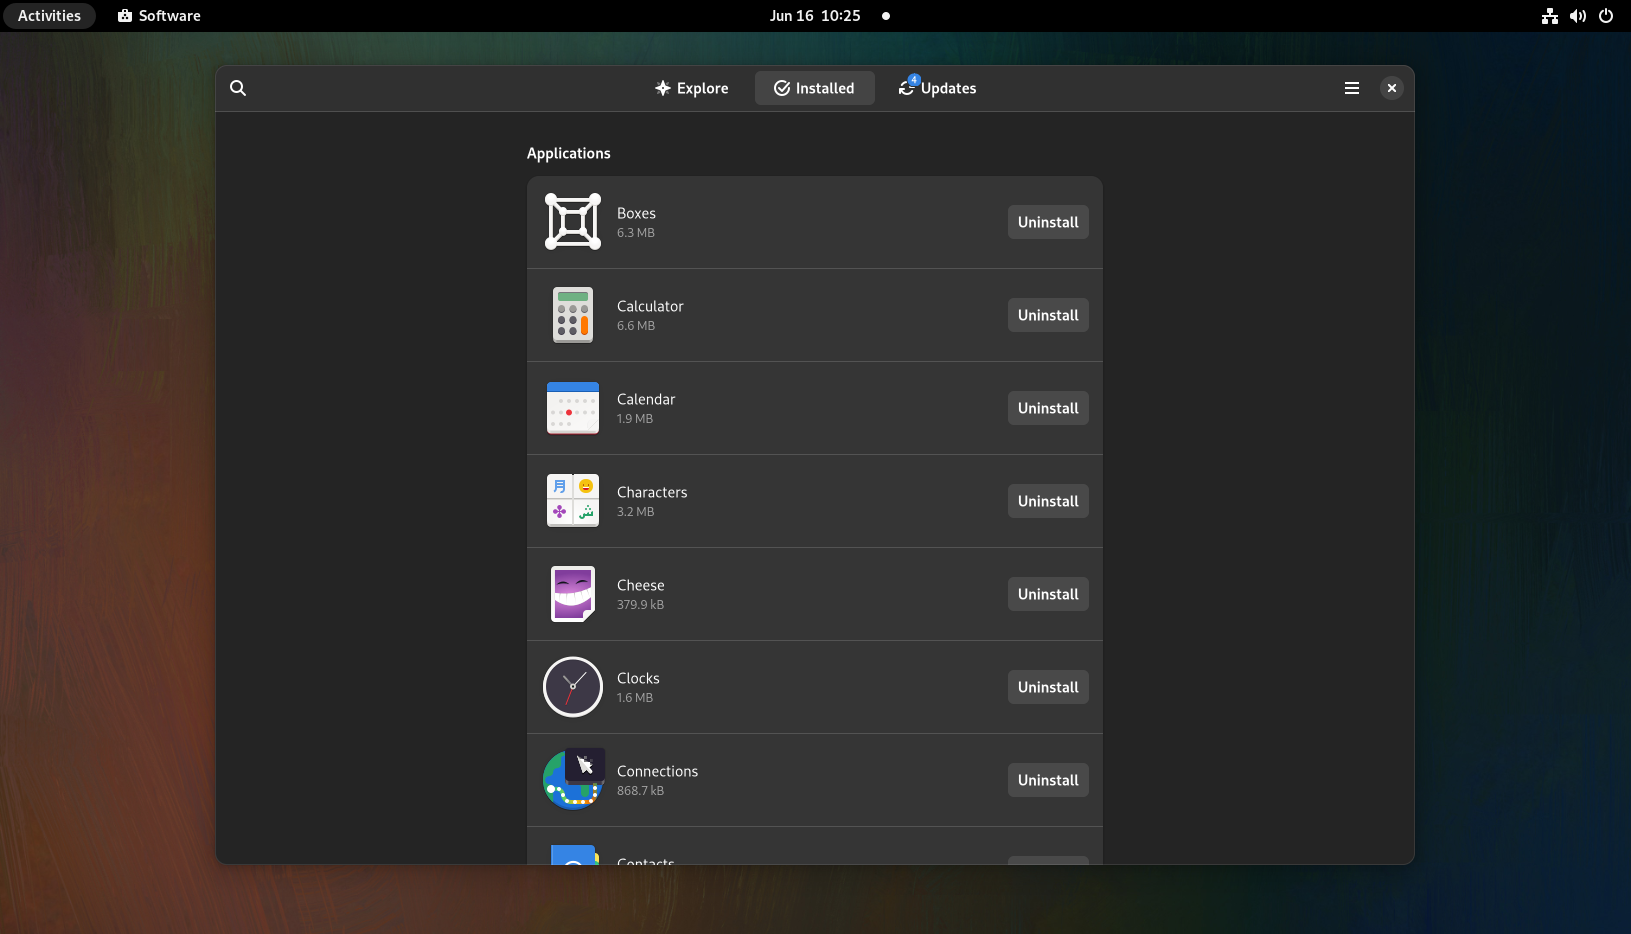 Activities
Software
Jun 16 10:25
Explore
Installed
4
Updates
Applications
Boxes
6.3 MB
Uninstall
Calculator
6.6 MB
Uninstall
Calendar
1.9 MB
Uninstall
月
ش
Characters
3.2 MB
Uninstall
Cheese
379.9 kB
Uninstall
Clocks
1.6 MB
Uninstall
Connections
868.7 kB
Uninstall
Contacts